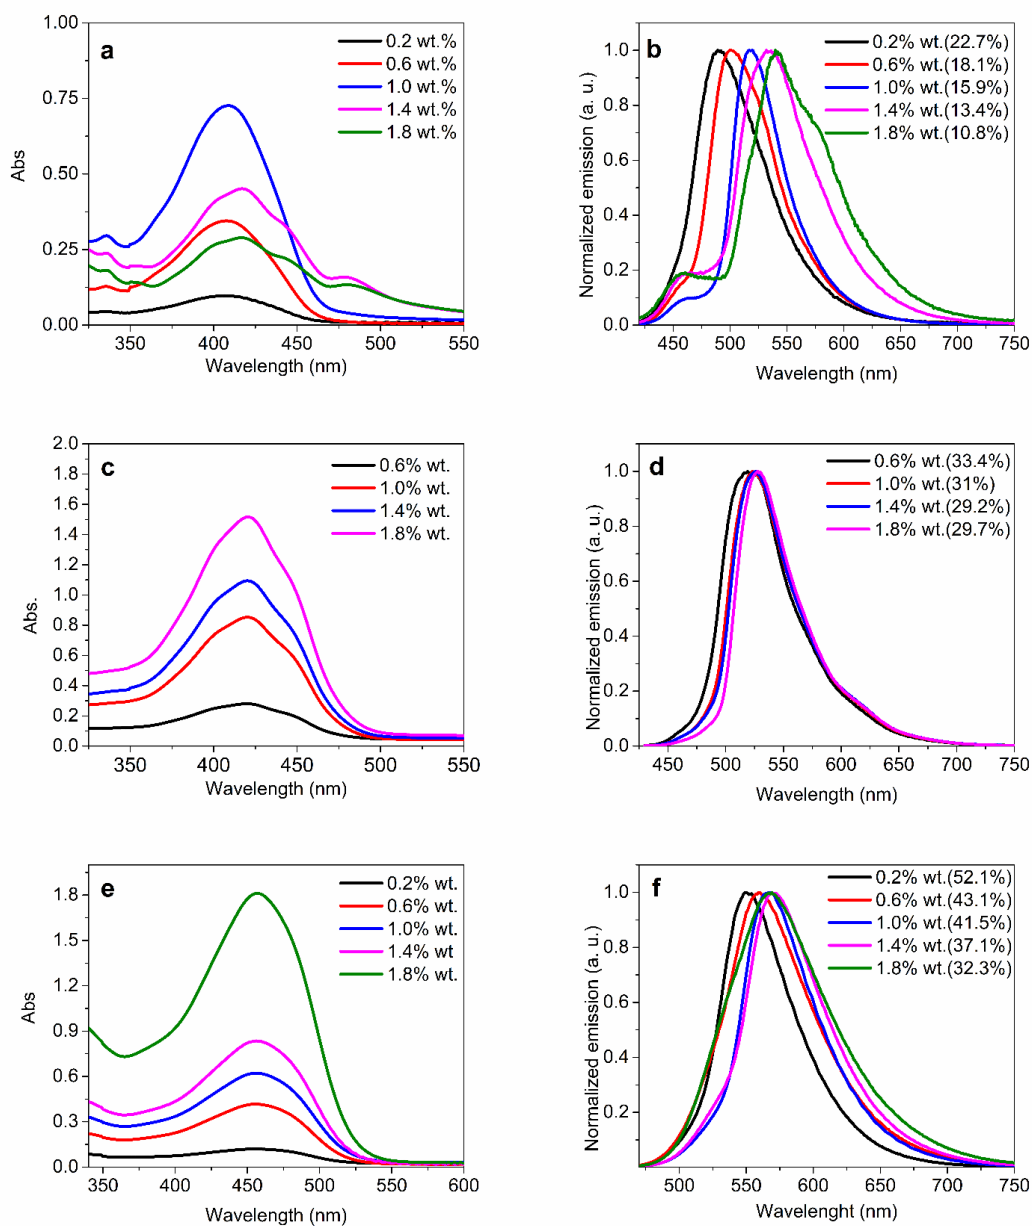 a
0.2 wt.%
0.6 wt.%
1.0 wt.%
1.4 wt.%
1.8 wt.%
1.00
0.75
0.50
0.25
0.00
Abs
350 400 450 500 550
Wavelength (nm)
b
0.2% wt.(22.7%)
0.6% wt.(18.1%)
1.0% wt.(15.9%)
1.4% wt.(13.4%)
1.8% wt.(10.8%)
1.0
0.8
0.6
0.4
0.2
0.0
Normalized emission (a. u.)
450 500 550 600 650 700 750
Wavelength (nm)
c
0.6% wt.
1.0% wt.
1.4% wt.
1.8% wt.
2.0
1.8
1.6
1.4
1.2
1.0
0.8
0.6
0.4
0.2
0.0
Abs.
350 400 450 500 550
Wavelength (nm)
d
0.6% wt.(33.4%)
1.0% wt.(31%)
1.4% wt.(29.2%)
1.8% wt.(29.7%)
1.0
0.8
0.6
0.4
0.2
0.0
Normalized emission (a. u.)
450 500 550 600 650 700 750
Wavelength (nm)
e
0.2% wt.
0.6% wt.
1.0% wt.
1.4% wt
1.8% wt.
1.8
1.5
1.2
0.9
0.6
0.3
0.0
Abs
350 400 450 500 550 600
Wavelength (nm)
f
0.2% wt.(52.1%)
0.6% wt.(43.1%)
1.0% wt.(41.5%)
1.4% wt.(37.1%)
1.8% wt.(32.3%)
1.0
0.8
0.6
0.4
0.2
Normalized emission (a. u.)
500 550 600 650 700 750
Wavelenght (nm)